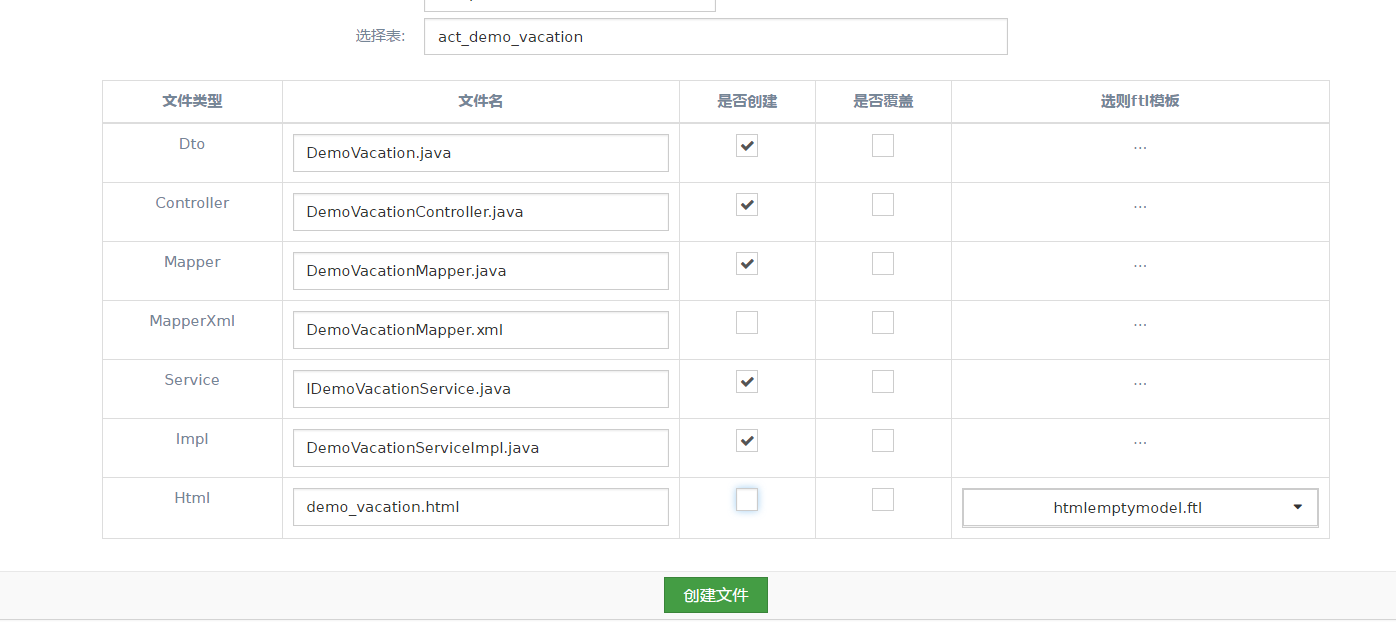 选择表: act_demo_vacation
文件类型 文件名 是否创建 是否覆盖 选则ftl模板
Dto DemoVacation.java ...
Controller DemoVacationController.java ...
Mapper DemoVacationMapper.java ...
MapperXml DemoVacationMapper.xml ...
Service IDemoVacationService.java ...
Impl DemoVacationServiceImpl.java ...
Html demo_vacation.html htmlemptymodel.ftl
创建文件